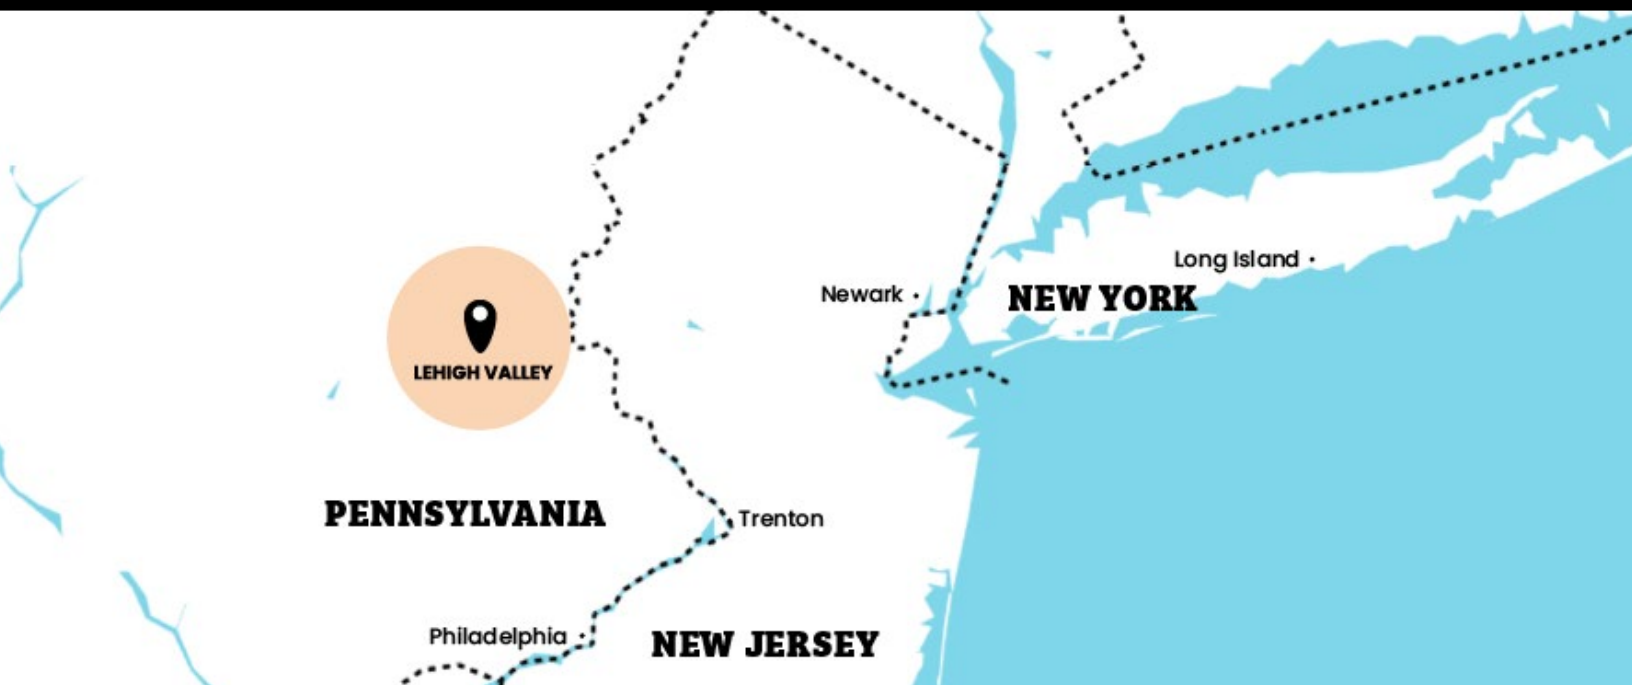 Long Island
Newark
NEW YORK
LEHIGH VALLEY
PENNSYLVANIA
Trenton
Philadelphia
NEW JERSEY